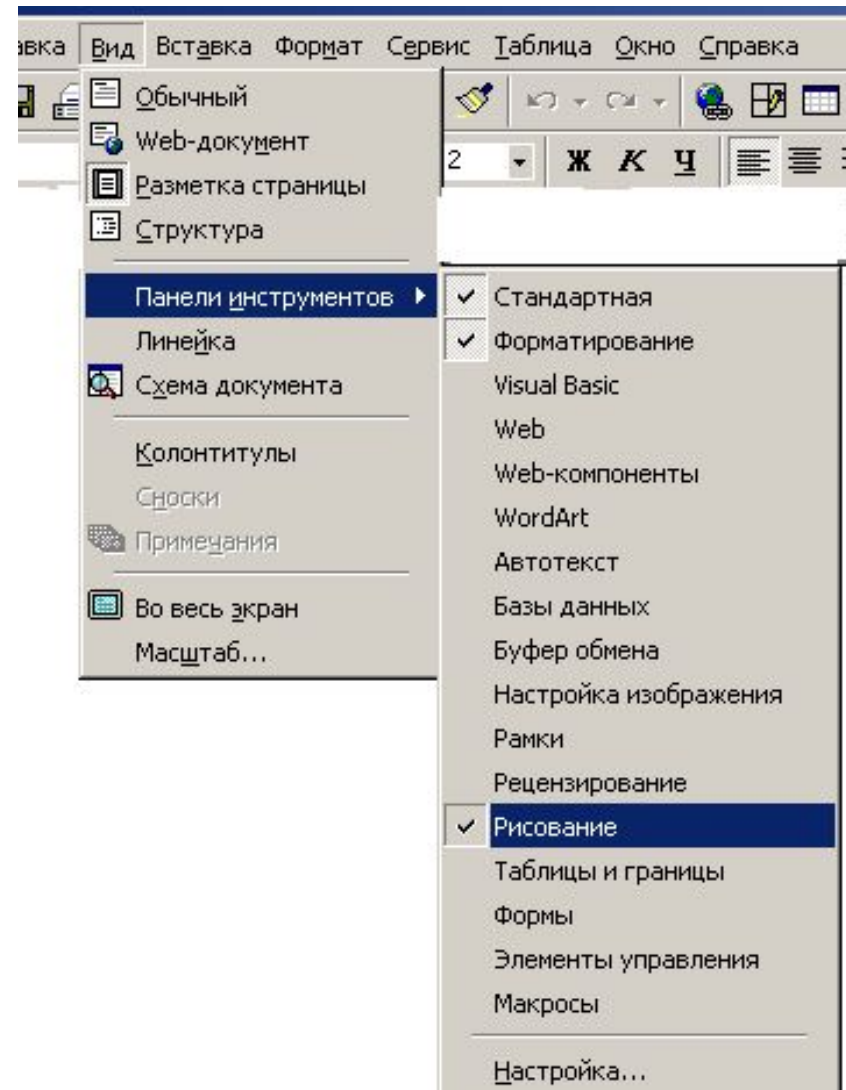 авка Вид Вставка Формат Сервис Таблица Окно Справка
Обычный
Web-документ
2 Ж К Ч
Разметка страницы
Структура
Панели инструментов
Линейка
Схема документа
Колонтитулы
Сноски
Примечания
Во весь экран
Масштаб...
Стандартная
Форматирование
Visual Basic
Web
Web-компоненты
WordArt
Автотекст
Базы данных
Буфер обмена
Настройка изображения
Рамки
Рецензирование
Рисование
Таблицы и границы
Формы
Элементы управления
Макросы
Настройка...